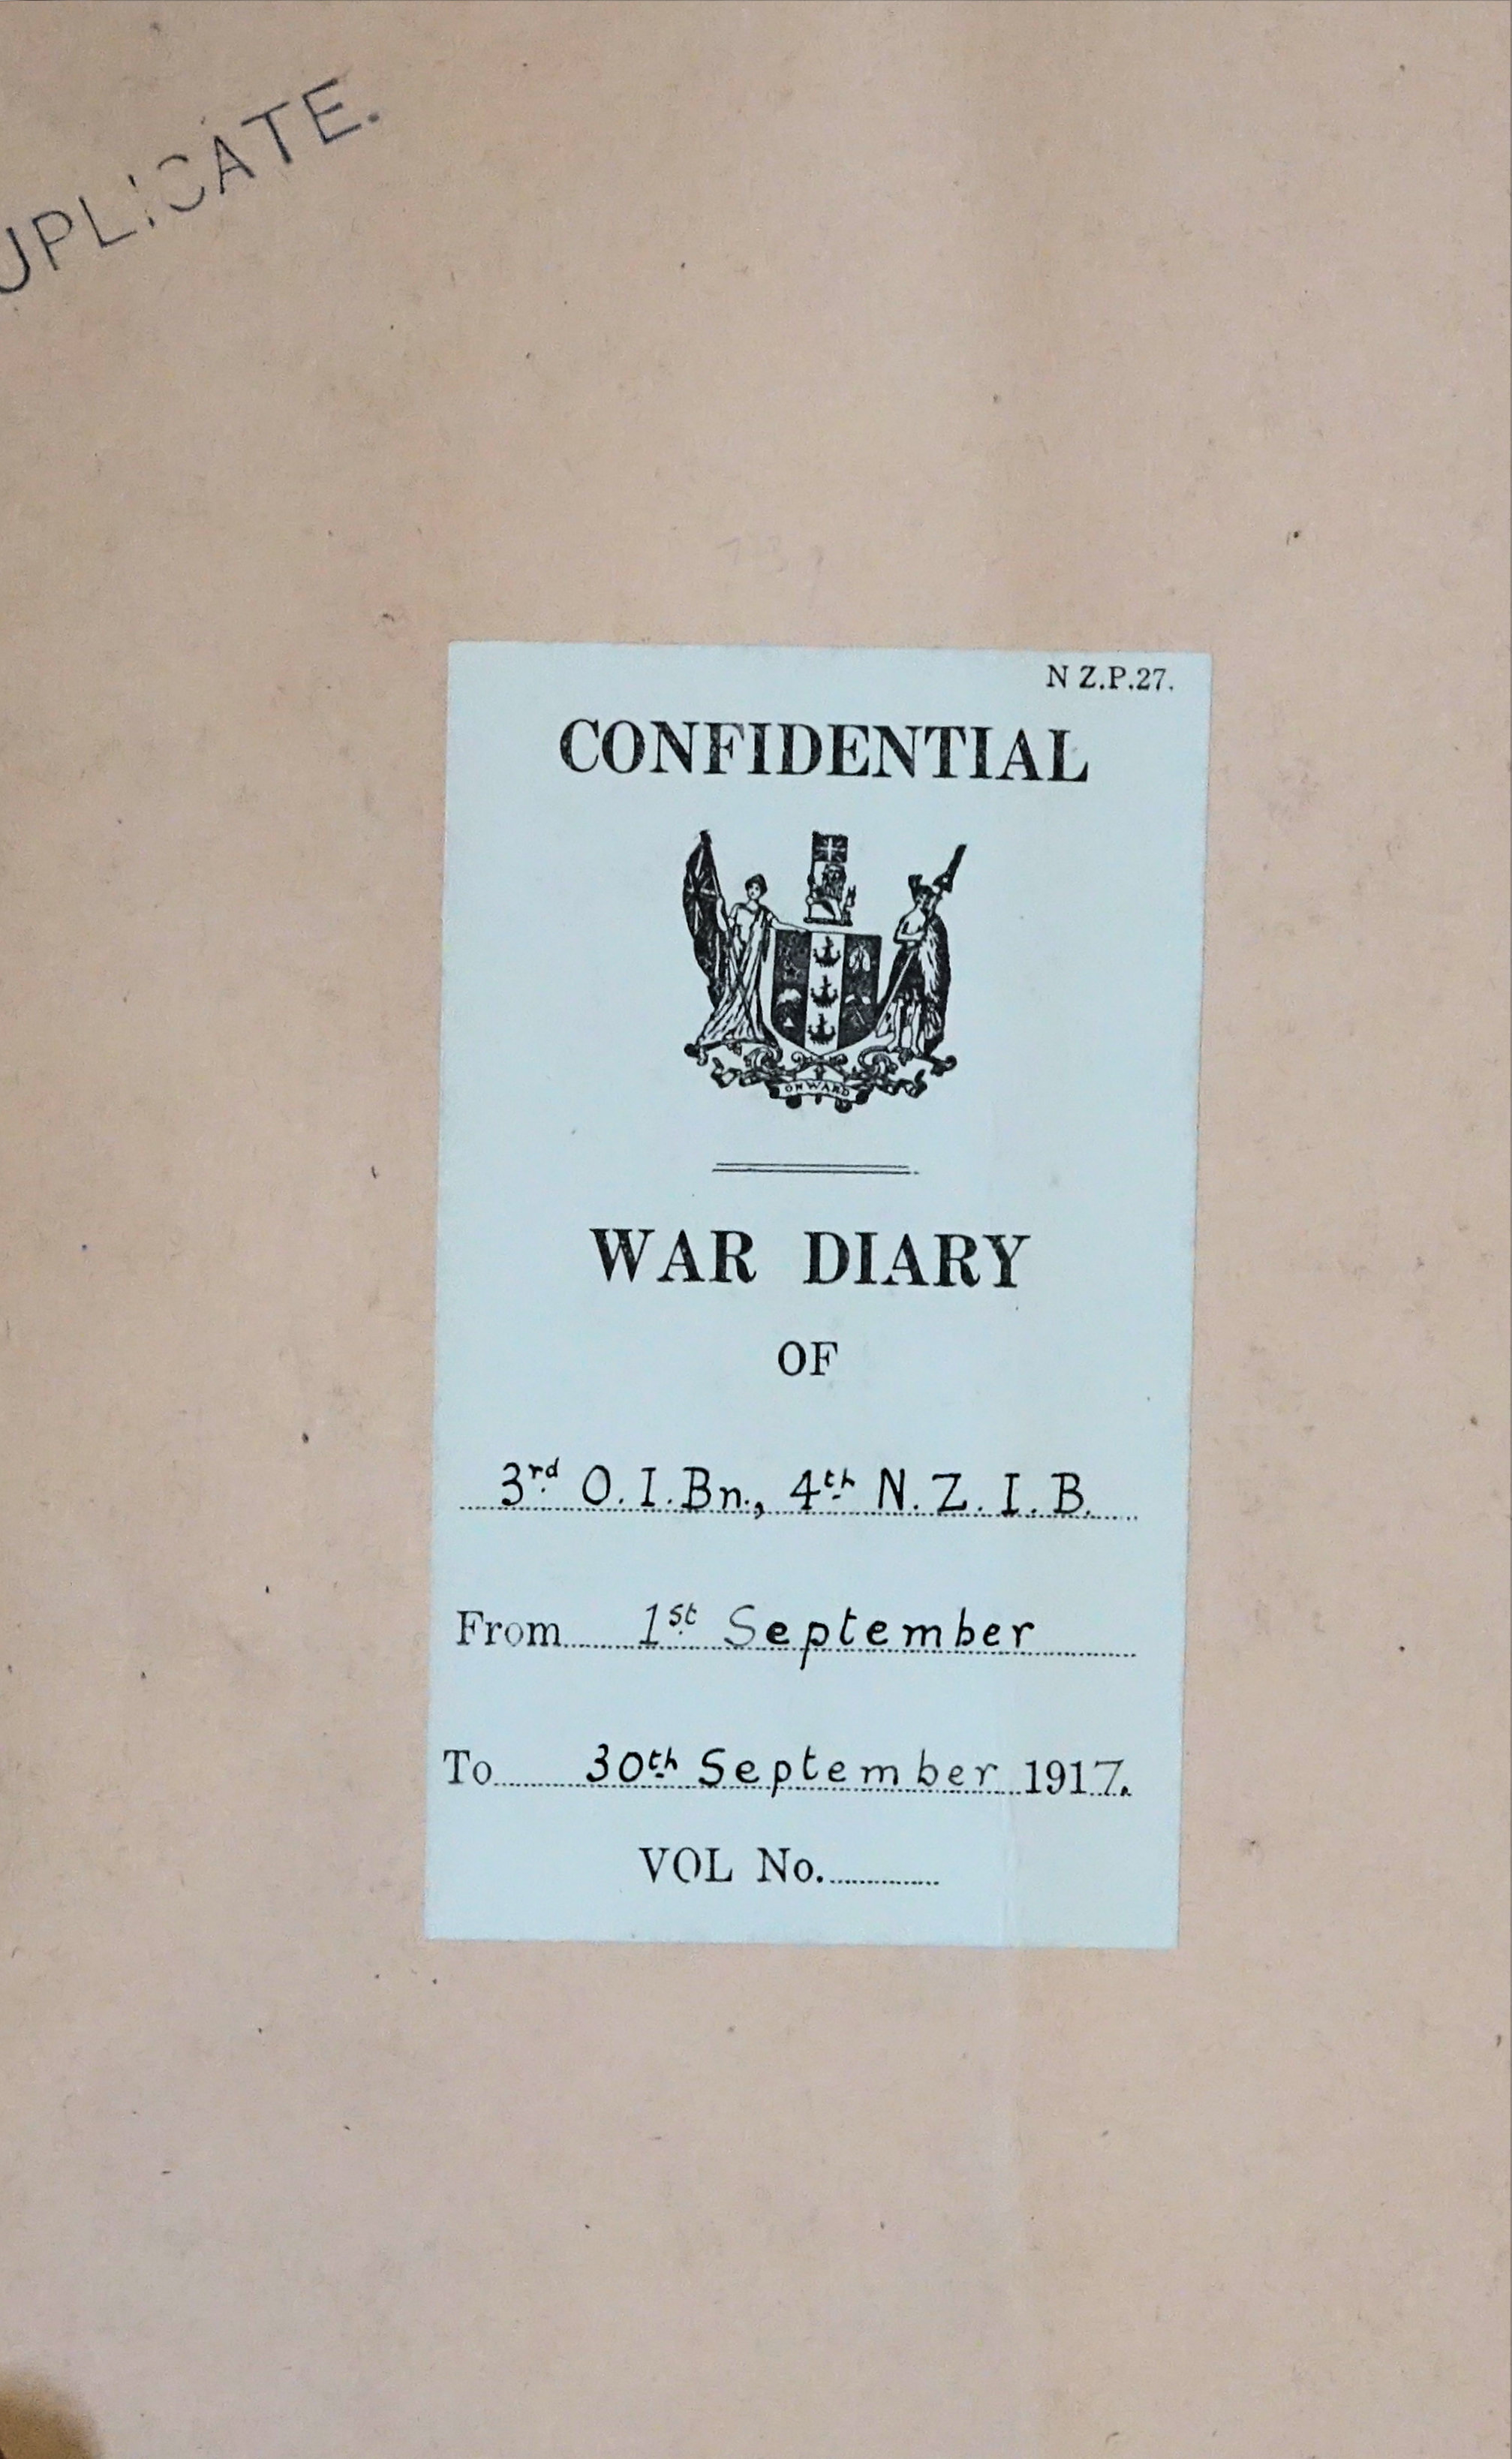 UPLICATE.
N Z.P.27.
CONFIDENTIAL
ONWARD
WAR DIARY
OF
3rd O.I.Bn., 4th N.Z.I.B.
From 1st September
To 30th September 1917.
VOL No.